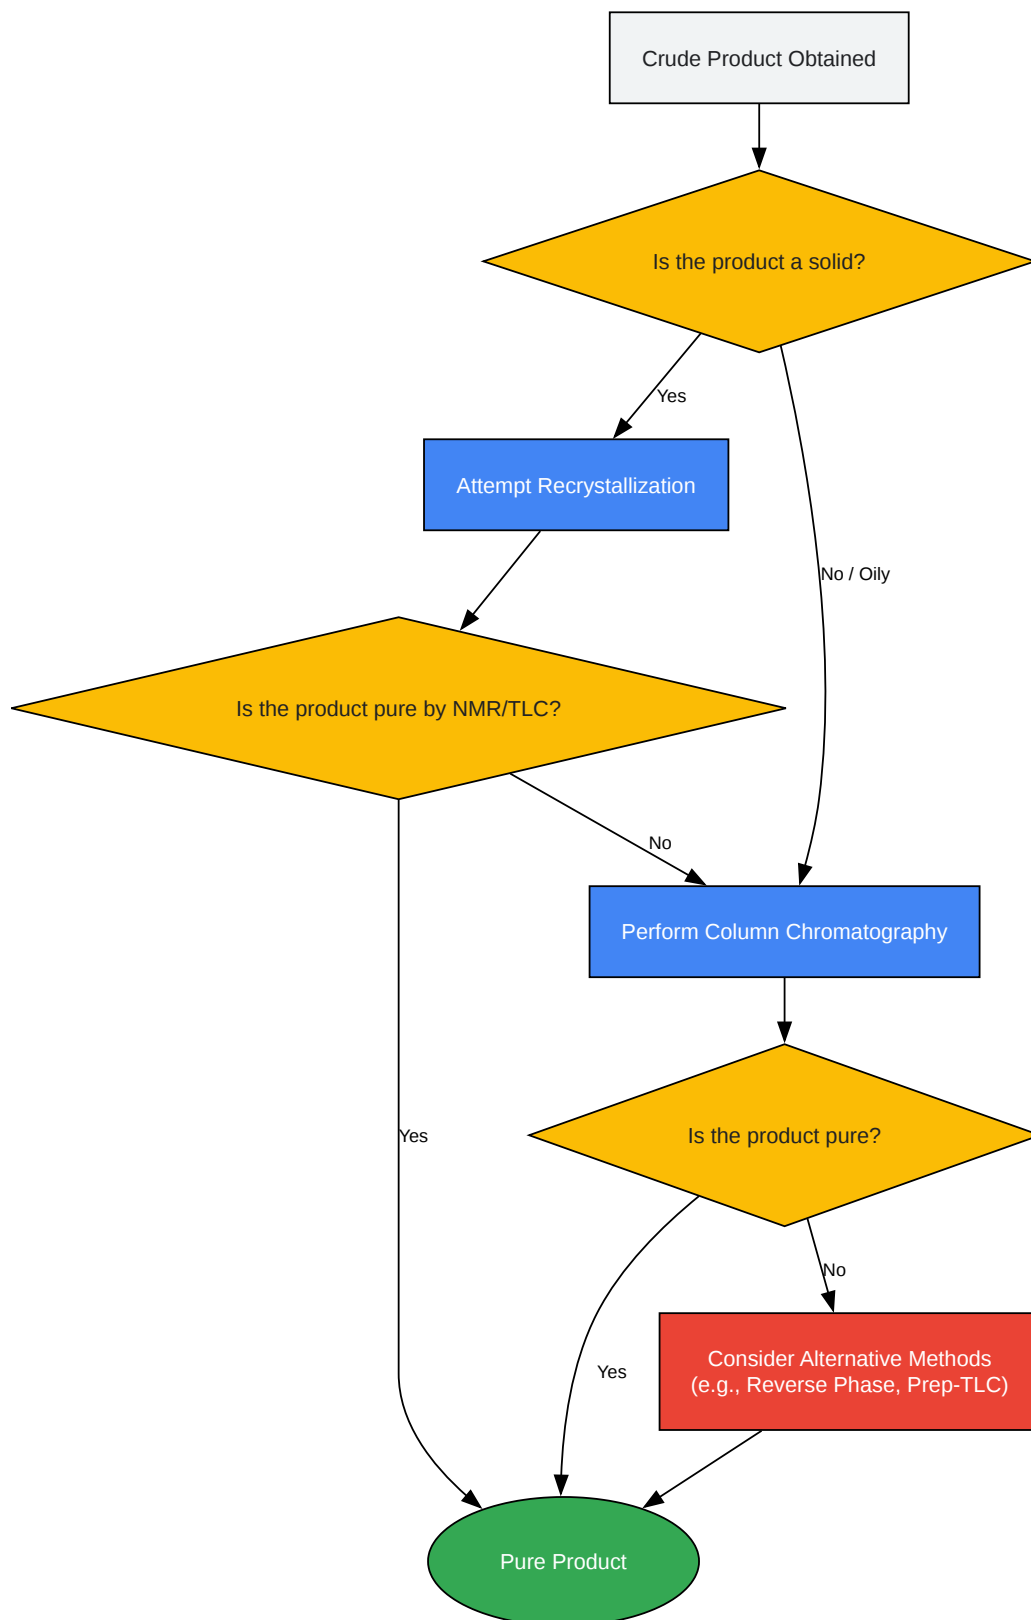 Crude Product Obtained
Is the product a solid?
Yes
Attempt Recrystallization
No / Oily
Is the product pure by NMR/TLC?
No
Perform Column Chromatography
Yes
Is the product pure?
No
Consider Alternative Methods
(e.g., Reverse Phase, Prep-TLC)
Yes
Pure Product